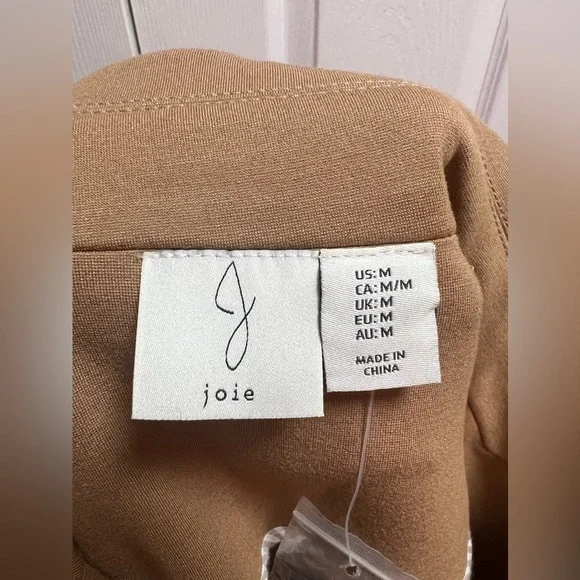 J
joie
US: M
CA: M/M
UK: M
EU: M
AU: M
MADE IN
CHINA